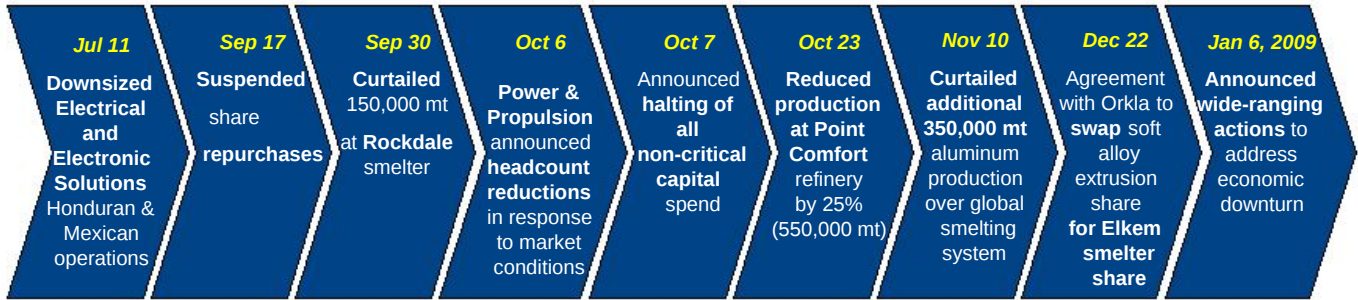 Jul 11
Downsized
Electrical
and
Electronic
Solutions
Honduran &
Mexican
operations
Sep 17
Suspended
share
repurchases
Sep 30
Curtailed
150,000 mt
at Rockdale
smelter
Oct 6
Power &
Propulsion
announced
headcount
reductions
in response
to market
conditions
Oct 7
Announced
halting of
all
non-critical
capital
spend
Oct 23
Reduced
production
at Point
Comfort
refinery
by 25%
(550,000 mt)
Nov 10
Curtailed
additional
350,000 mt
aluminum
production
over global
smelting
system
Dec 22
Agreement
with Orkla to
swap soft
alloy
extrusion
share
for Elkem
smelter
share
Jan 6, 2009
Announced
wide-ranging
actions to
address
economic
downturn